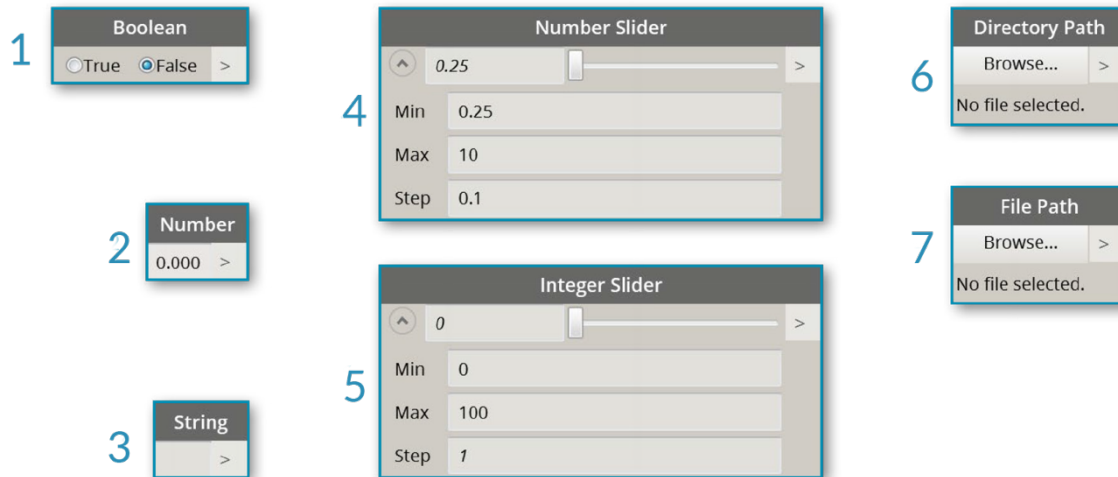 1
Boolean
True False >
2
Number
0.000 >
3
String
>
4
Number Slider
0.25 >
Min 0.25
Max 10
Step 0.1
5
Integer Slider
0 >
Min 0
Max 100
Step 1
6
Directory Path
Browse... >
No file selected.
7
File Path
Browse... >
No file selected.